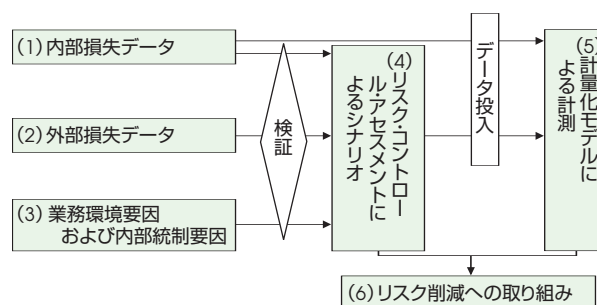 (1)内部損失データ
(2)外部損失データ
(3)業務環境要因
および内部統制要因
検証
(4)リスク・コントロー
ル・アセスメントに
よるシナリオ
データ投入
(5)計量化モデルに
よる計測
(6)リスク削減への取り組み